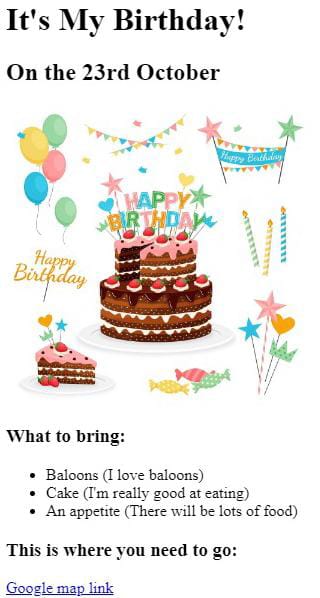 It's My Birthday!
On the 23rd October
Happy Birthday
HAPPY
BIRTHDAY
Happy
Birthday
What to bring:
Baloons (I love baloons)
Cake (I'm really good at eating)
An appetite (There will be lots of food)
This is where you need to go:
Google map link